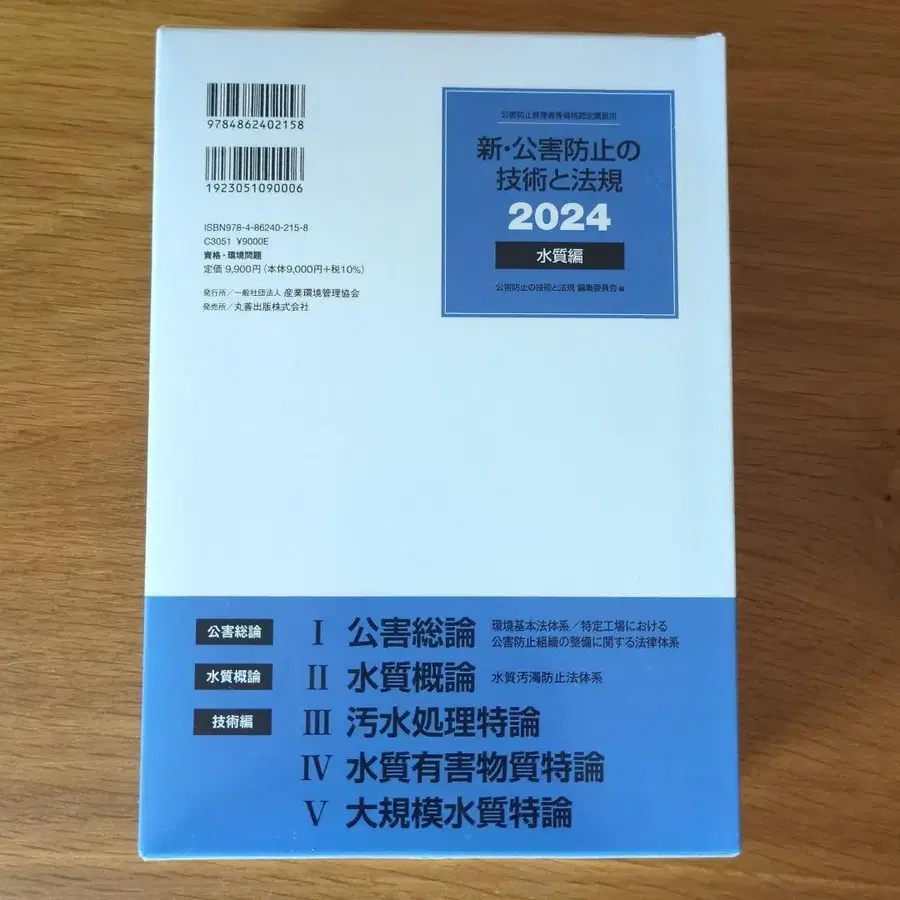 9784862402158
1923051090006
ISBN978-4-86240-215-8
C3051 ¥9000E
資格・環境問題
定価 9,900円(本体9,000円+税10%)
発行所/一般社団法人 産業環境管理協会
発売所/丸善出版株式会社
公害防止管理者等資格認定講習用
新・公害防止の
技術と法規
2024
水質編
公害防止の技術と法規 編集委員会 編
公害総論 Ⅰ 公害総論 環境基本法体系/特定工場における
公害防止組織の整備に関する法律体系
水質概論 Ⅱ 水質概論 水質汚濁防止法体系
技術編 Ⅲ 汚水処理特論
Ⅳ 水質有害物質特論
Ⅴ 大規模水質特論